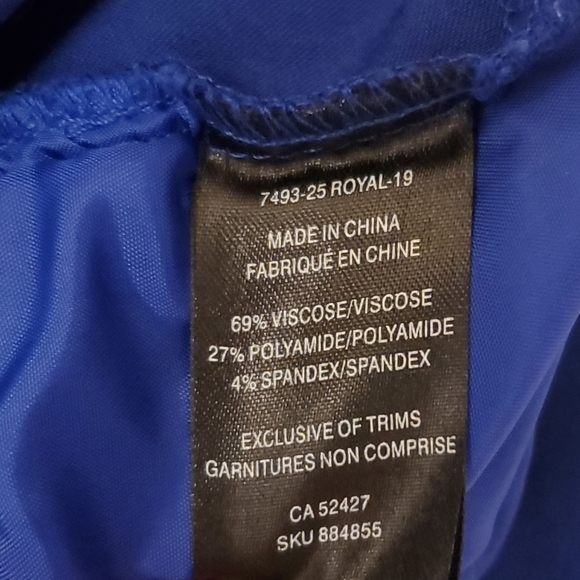 7493-25 ROYAL-19
MADE IN CHINA
FABRIQUÉ EN CHINE
69% VISCOSE/VISCOSE
27% POLYAMIDE/POLYAMIDE
4% SPANDEX/SPANDEX
EXCLUSIVE OF TRIMS
GARNITURES NON COMPRISE
CA 52427
SKU 884855